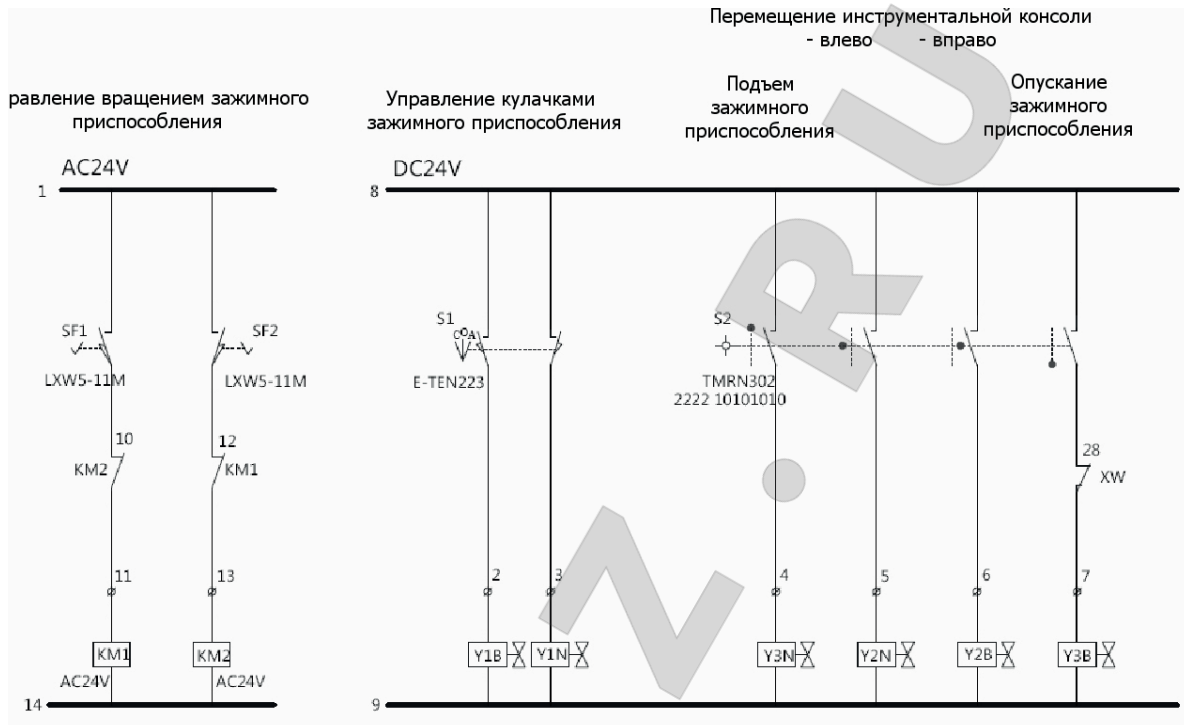 Перемещение инструментальной консоли
- влево - вправо
равление вращением зажимного
приспособления
Управление кулачками
зажимного приспособления
Подъем
зажимного
приспособления
Опускание
зажимного
приспособления
AC24V
DC24V
1
8
SF1
SF2
LXW5-11M
LXW5-11M
S1
E-TEN223
S2
TMRN302
2222 10101010
10
12
KM2
KM1
28
XW
11
13
2
3
4
5
6
7
KM1
KM2
Y1B
Y1N
Y3N
Y2N
Y2B
Y3B
AC24V
AC24V
14
9
Z.RU